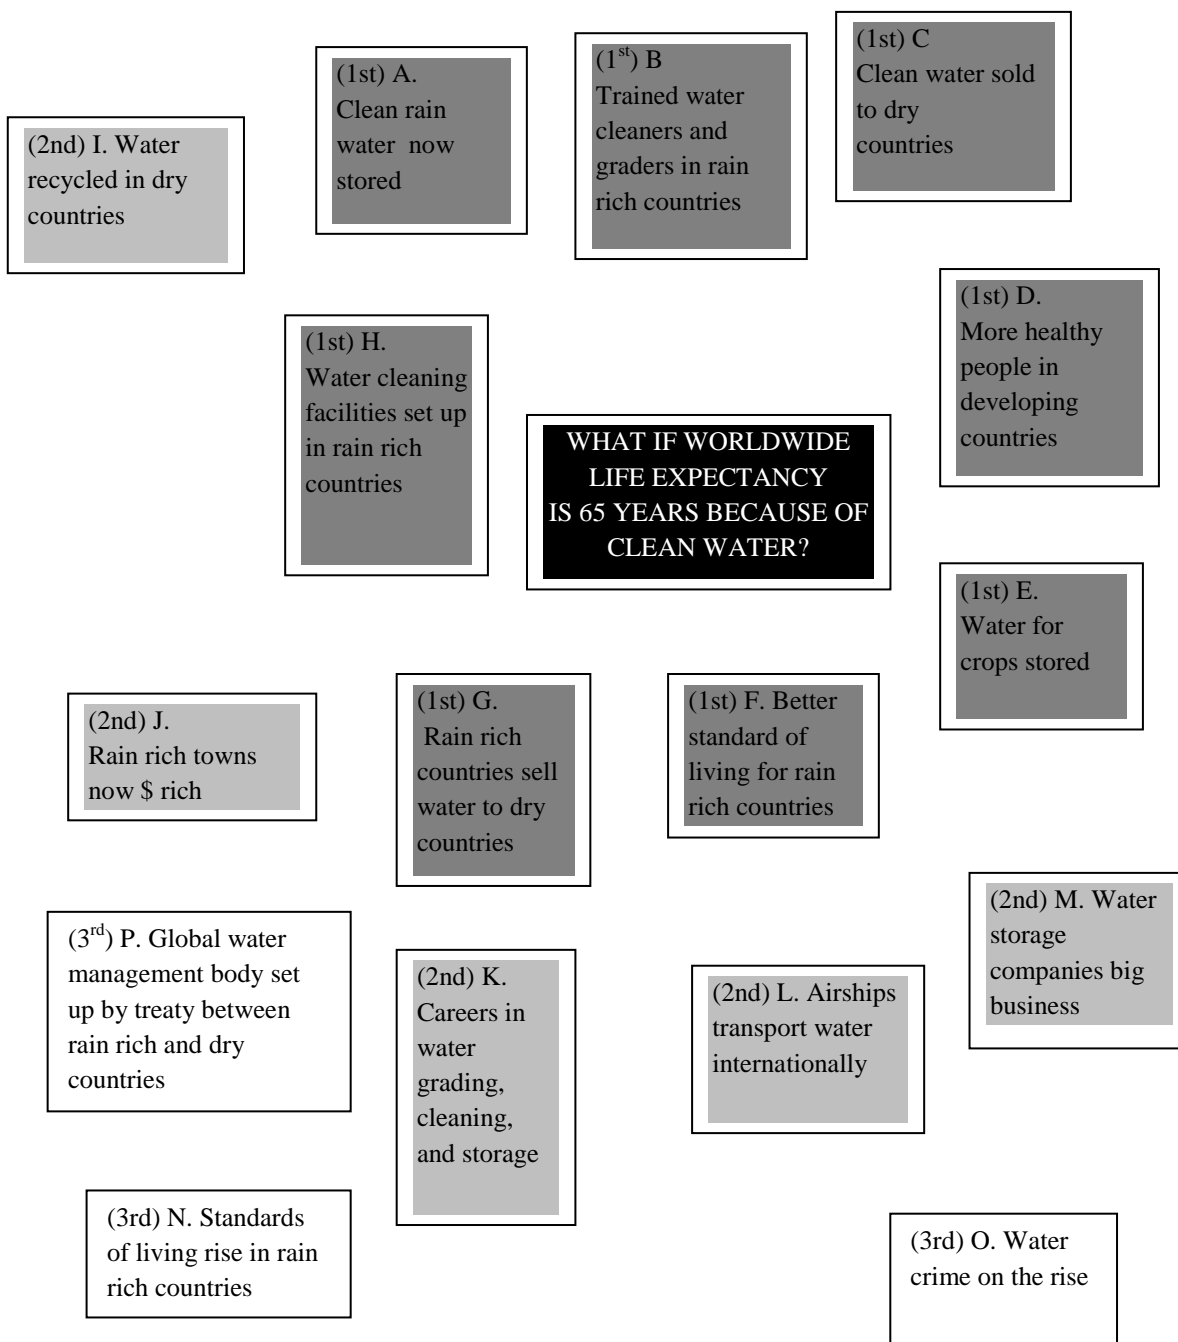 (1st) A.
Clean rain
water now
stored
(1st) B
Trained water
cleaners and
graders in rain
rich countries
(1st) C
Clean water sold
to dry
countries
(2nd) I. Water
recycled in dry
countries
(1st) D.
More healthy
people in
developing
countries
(1st) H.
Water cleaning
facilities set up
in rain rich
countries
WHAT IF WORLDWIDE
LIFE EXPECTANCY
IS 65 YEARS BECAUSE OF
CLEAN WATER?
(1st) E.
Water for
crops stored
(2nd) J.
Rain rich towns
now $ rich
(1st) G.
Rain rich
countries sell
water to dry
countries
(1st) F. Better
standard of
living for rain
rich countries
(2nd) M. Water
storage
companies big
business
(3rd) P. Global water
management body set
up by treaty between
rain rich and dry
countries
(2nd) K.
Careers in
water
grading,
cleaning,
and storage
(2nd) L. Airships
transport water
internationally
(3rd) N. Standards
of living rise in rain
rich countries
(3rd) O. Water
crime on the rise